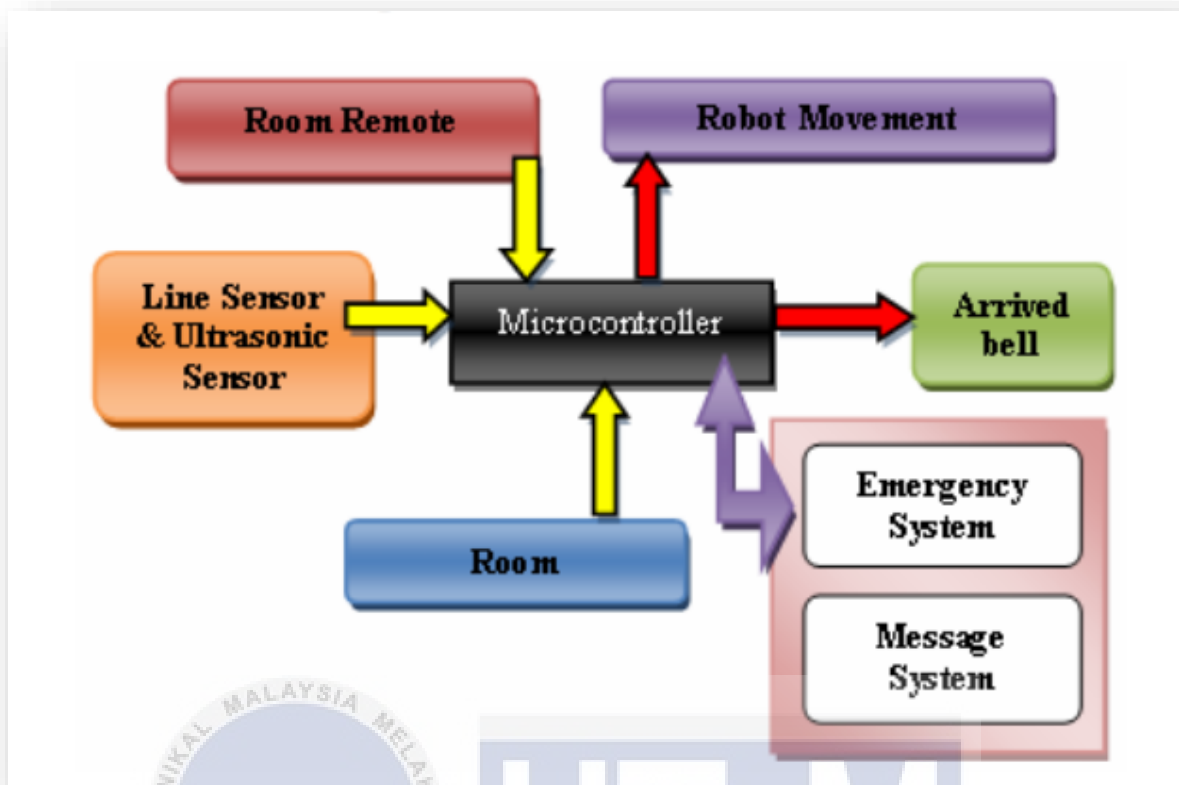 Room Remote
Robot Movement
Line Sensor
& Ultrasonic
Sensor
Microcontroller
Arrived
bell
Emergency
System
Room
Message
System
MALAYSIA